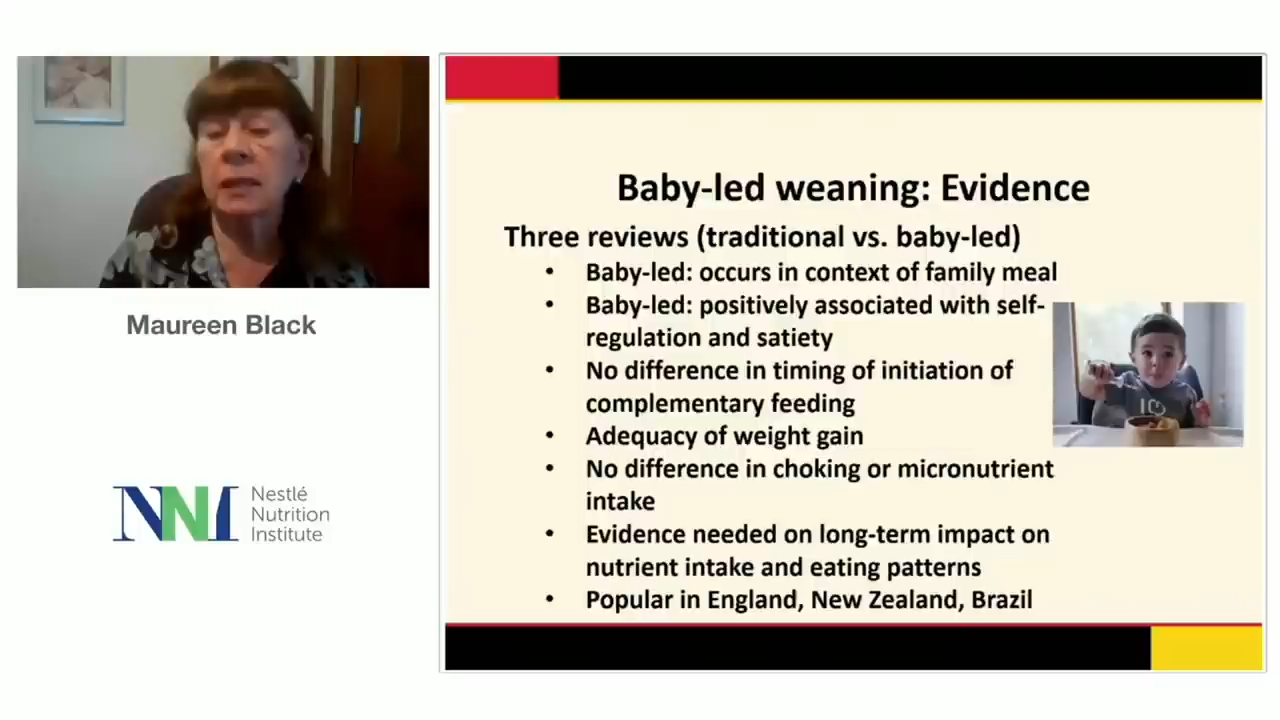 Maureen Black
NNI
Nestlé
Nutrition
Institute
Baby-led weaning: Evidence
Three reviews (traditional vs. baby-led)
• Baby-led: occurs in context of family meal
• Baby-led: positively associated with self-
regulation and satiety
• No difference in timing of initiation of
complementary feeding
• Adequacy of weight gain
• No difference in choking or micronutrient
intake
• Evidence needed on long-term impact on
nutrient intake and eating patterns
• Popular in England, New Zealand, Brazil